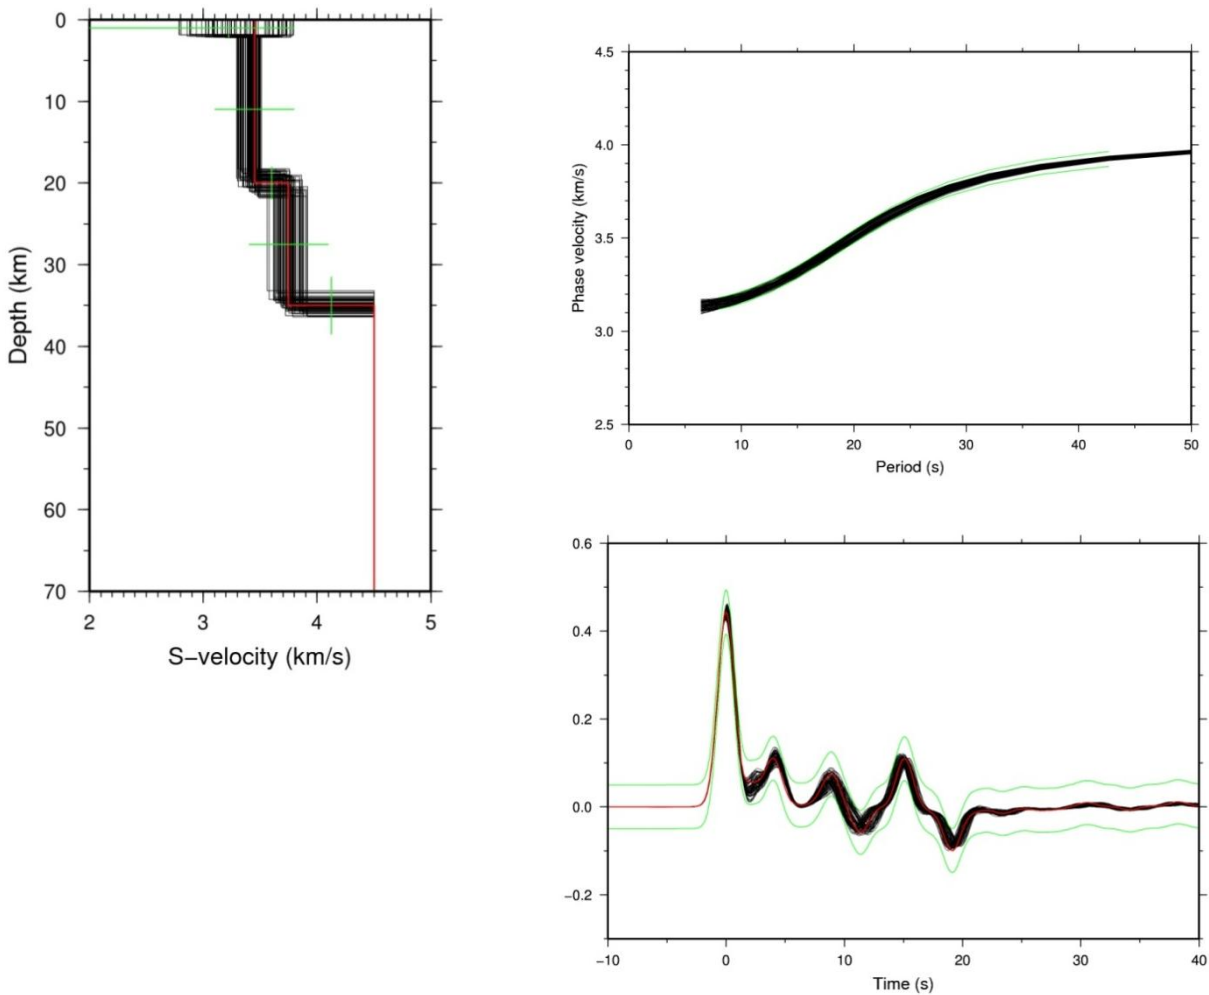 0
10
20
30
40
50
60
70
Depth (km)
2 3 4 5
S−velocity (km/s)
4.5
4.0
3.5
3.0
2.5
Phase velocity (km/s)
0 10 20 30 40 50
Period (s)
0.6
0.4
0.2
0.0
−0.2
−10 0 10 20 30 40
Time (s)